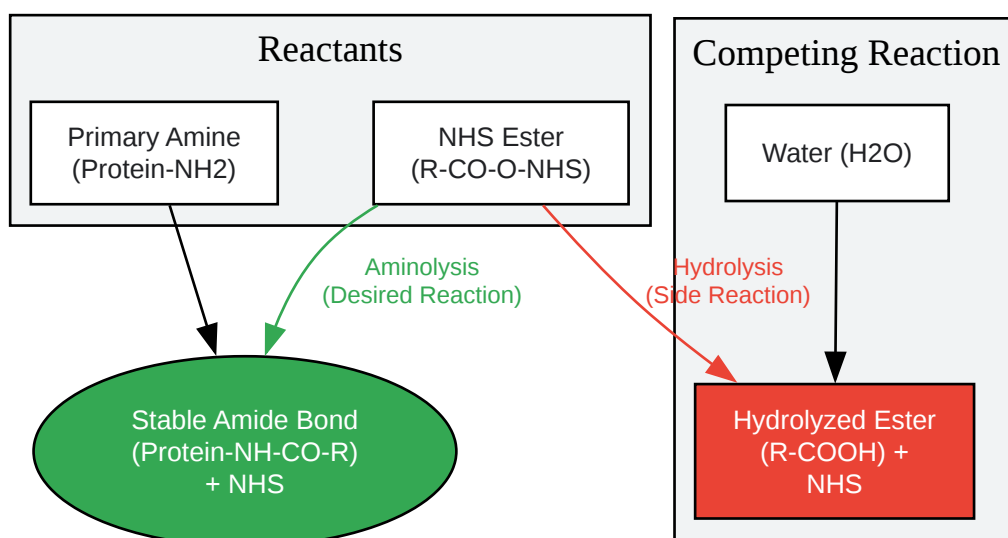 Reactants
Primary Amine
(Protein-NH2)
NHS Ester
(R-CO-O-NHS)
Competing Reaction
Water (H2O)
Aminolysis
(Desired Reaction)
Hydrolysis
(Side Reaction)
Stable Amide Bond
(Protein-NH-CO-R)
+ NHS
Hydrolyzed Ester
(R-COOH) +
NHS